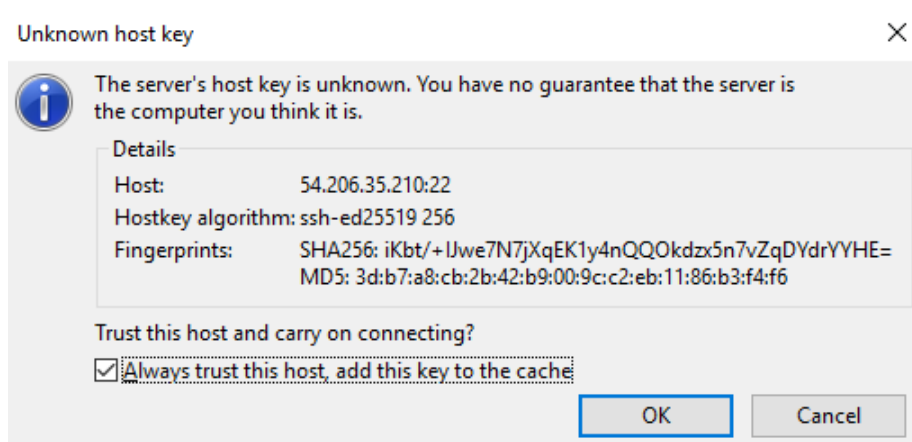 Unknown host key
The server's host key is unknown. You have no guarantee that the server is
the computer you think it is.
Details
Host: 54.206.35.210:22
Hostkey algorithm: ssh-ed25519 256
Fingerprints: SHA256: iKbt/+IJwe7N7jXqEK1y4nQQOkdzx5n7vZqDYdrYYHE=
MD5: 3d:b7:a8:cb:2b:42:b9:00:9c:c2:eb:11:86:b3:f4:f6
Trust this host and carry on connecting?
Always trust this host, add this key to the cache
OK Cancel